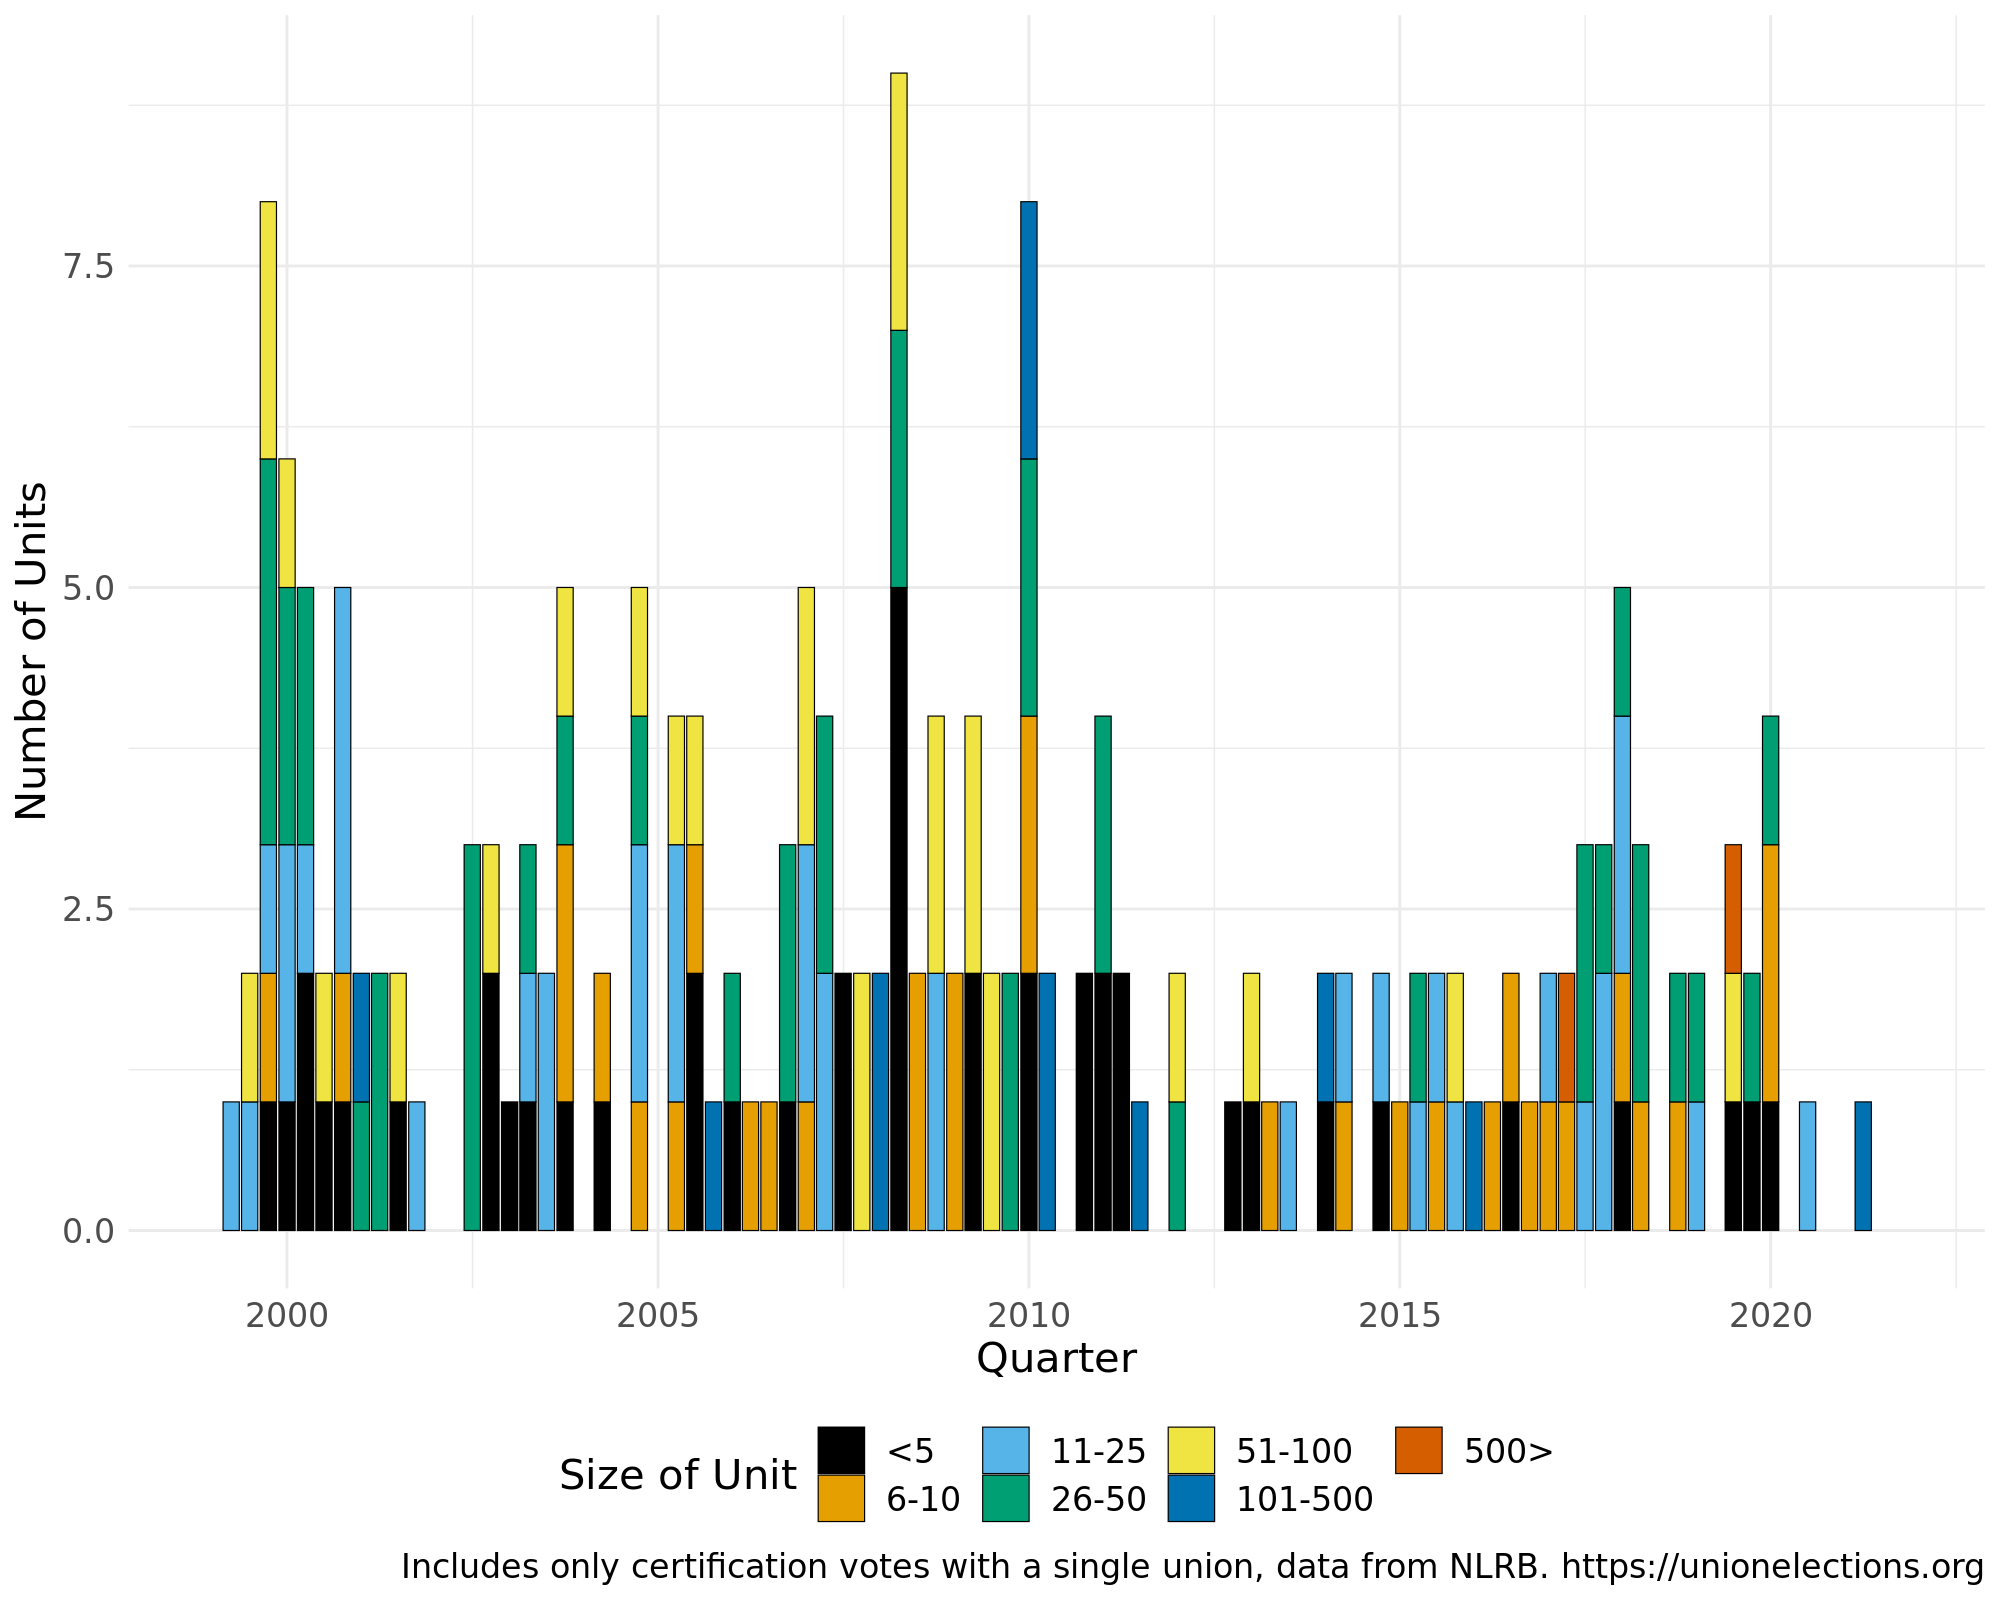 Number of Units
7.5
5.0
2.5
0.0
2000 2005 2010 2015 2020
Quarter
Size of Unit
<5 11-25 51-100 500>
6-10 26-50 101-500
Includes only certification votes with a single union, data from NLRB. https://unionelections.org